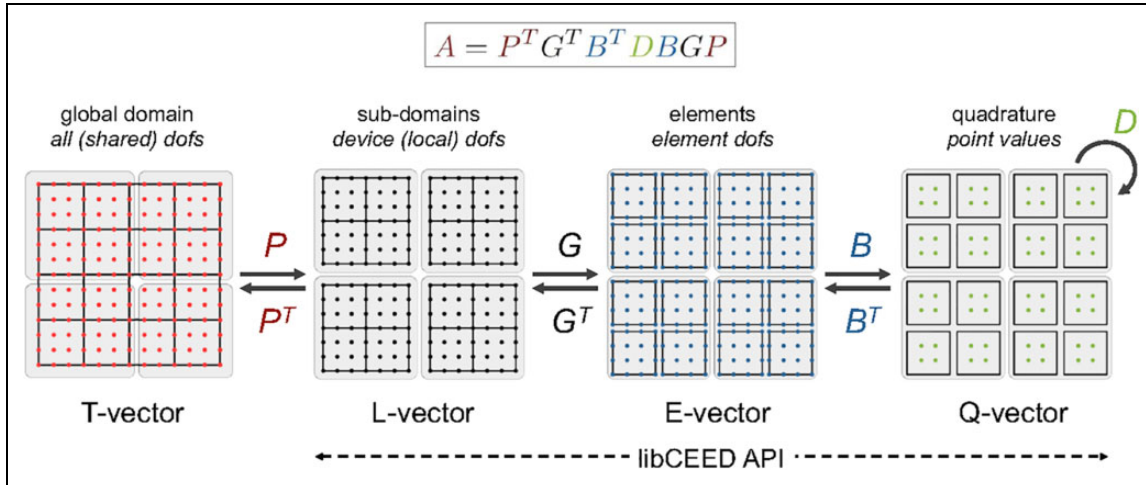 A = P^T G^T B^T D B G P
global domain
all (shared) dofs
sub-domains
device (local) dofs
elements
element dofs
quadrature
point values
D
P
P^T
G
G^T
B
B^T
T-vector
L-vector
E-vector
Q-vector
libCEED API